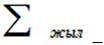 ∑ жыл _